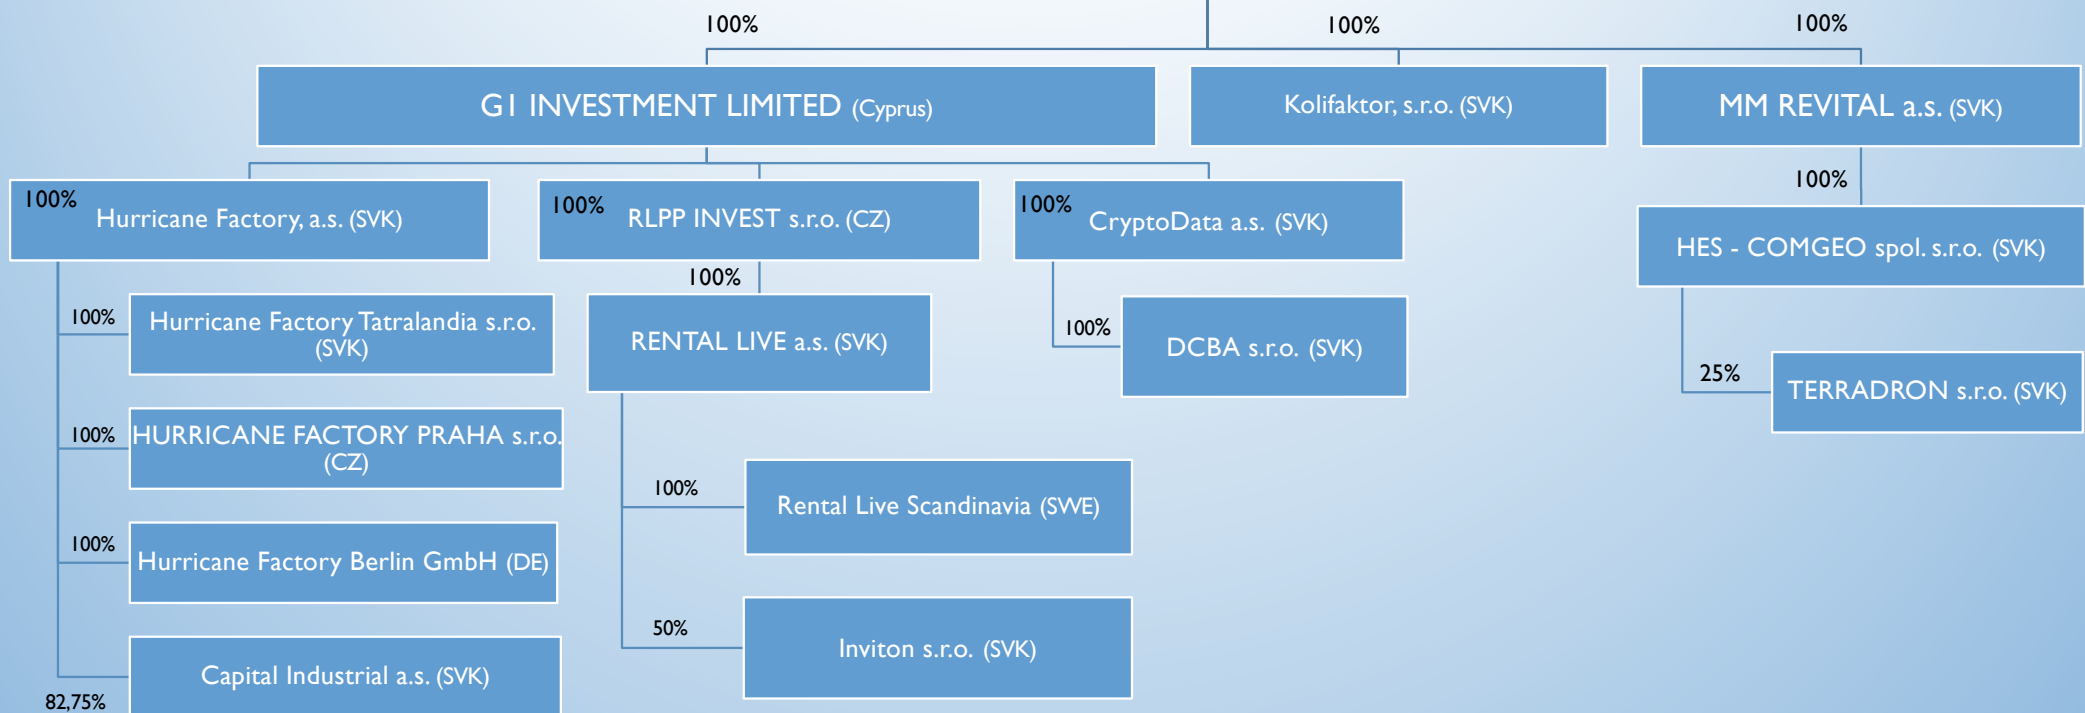 100%
100%
100%
G1 INVESTMENT LIMITED (Cyprus)
Kolifaktor, s.r.o. (SVK)
MM REVITAL a.s. (SVK)
100%
Hurricane Factory, a.s. (SVK)
100%
RLPP INVEST s.r.o. (CZ)
100%
CryptoData a.s. (SVK)
100%
HES - COMGEO spol. s.r.o. (SVK)
100%
Hurricane Factory Tatralandia s.r.o.
(SVK)
100%
RENTAL LIVE a.s. (SVK)
100%
DCBA s.r.o. (SVK)
25%
TERRADRON s.r.o. (SVK)
100%
HURRICANE FACTORY PRAHA s.r.o.
(CZ)
100%
Rental Live Scandinavia (SWE)
100%
Hurricane Factory Berlin GmbH (DE)
50%
Inviton s.r.o. (SVK)
Capital Industrial a.s. (SVK)
82,75%